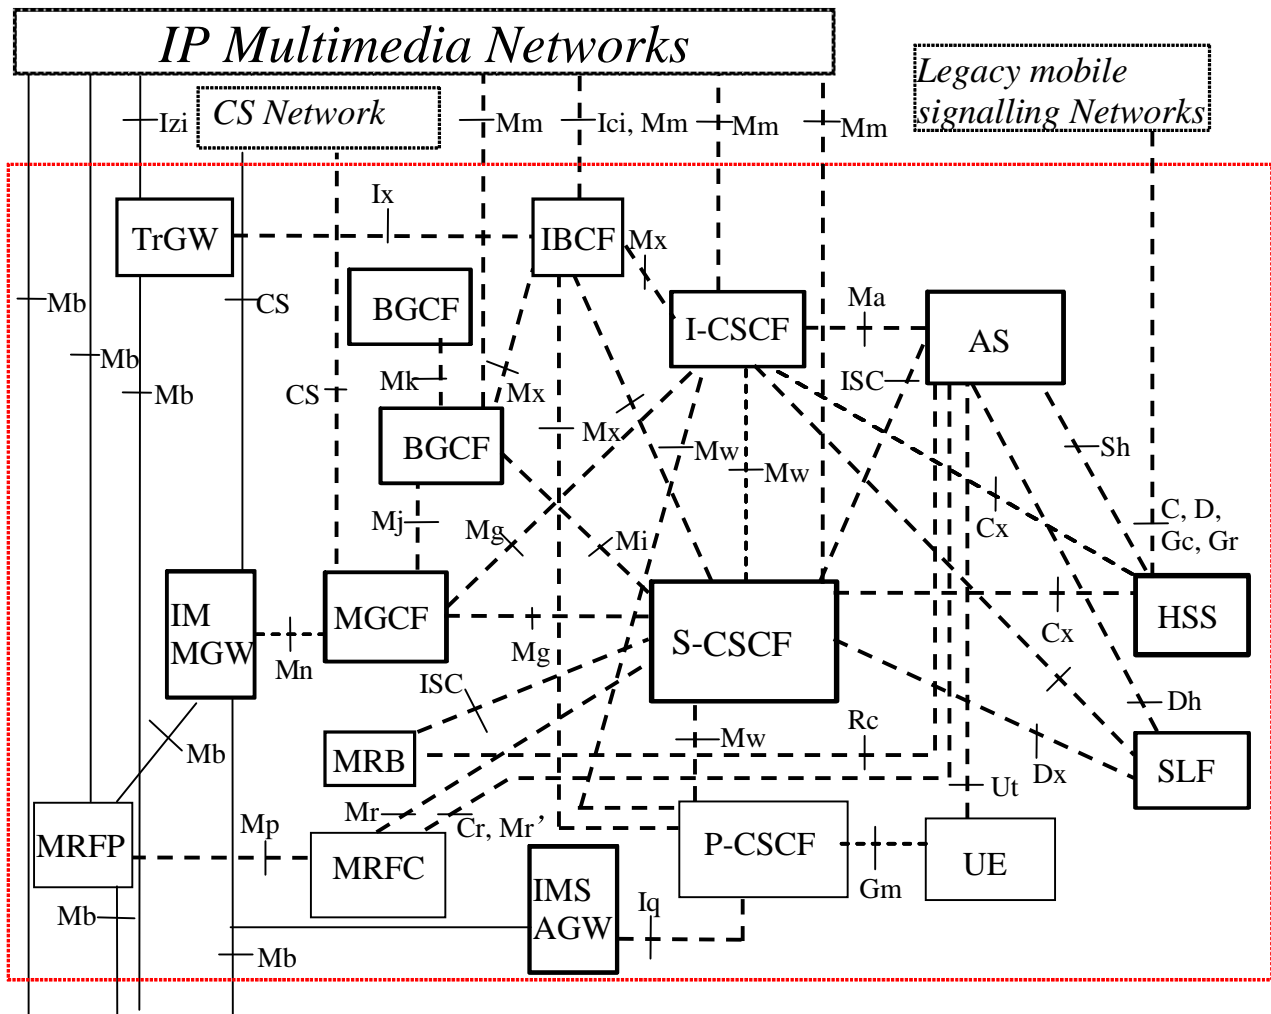 IP Multimedia Networks
Legacy mobile
signalling Networks
CS Network
Izi
Mm
Ici, Mm
Mm
Mm
Ix
TrGW
IBCF
Mx
Mb
CS
BGCF
I-CSCF
Ma
AS
Mb
Mb
CS
Mk
Mx
ISC
BGCF
Mx
Mw
Mw
Sh
Mj
Mg
Mi
Cx
C, D,
Gc, Gr
IM
MGW
MGCF
S-CSCF
HSS
Mn
Mg
Cx
ISC
Mb
MRB
Mw
Rc
Dh
Dx
SLF
Ut
MRFP
Mp
Mr
Cr, Mr’
MRFC
P-CSCF
UE
Gm
IMS
AGW
Iq
Mb
Mb